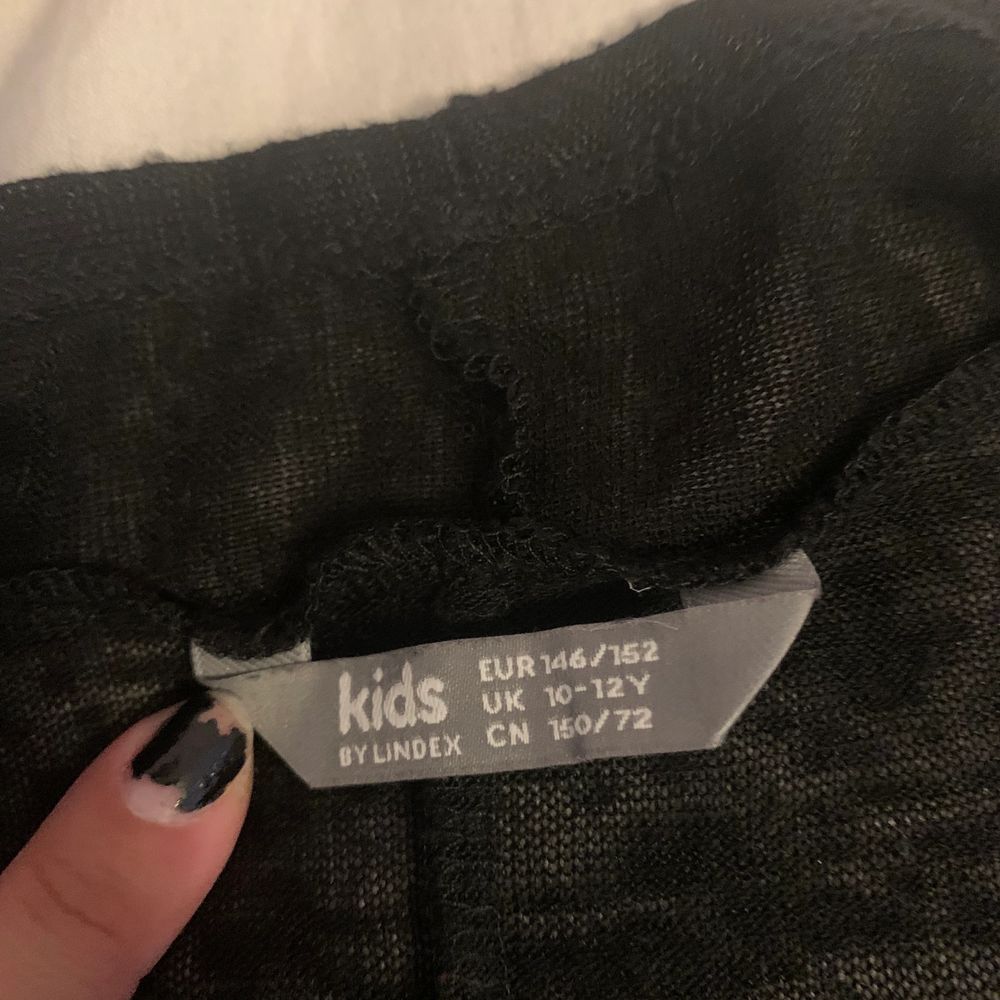 kids
BY LINDEX
EUR 146/152
UK 10-12Y
CN 150/72